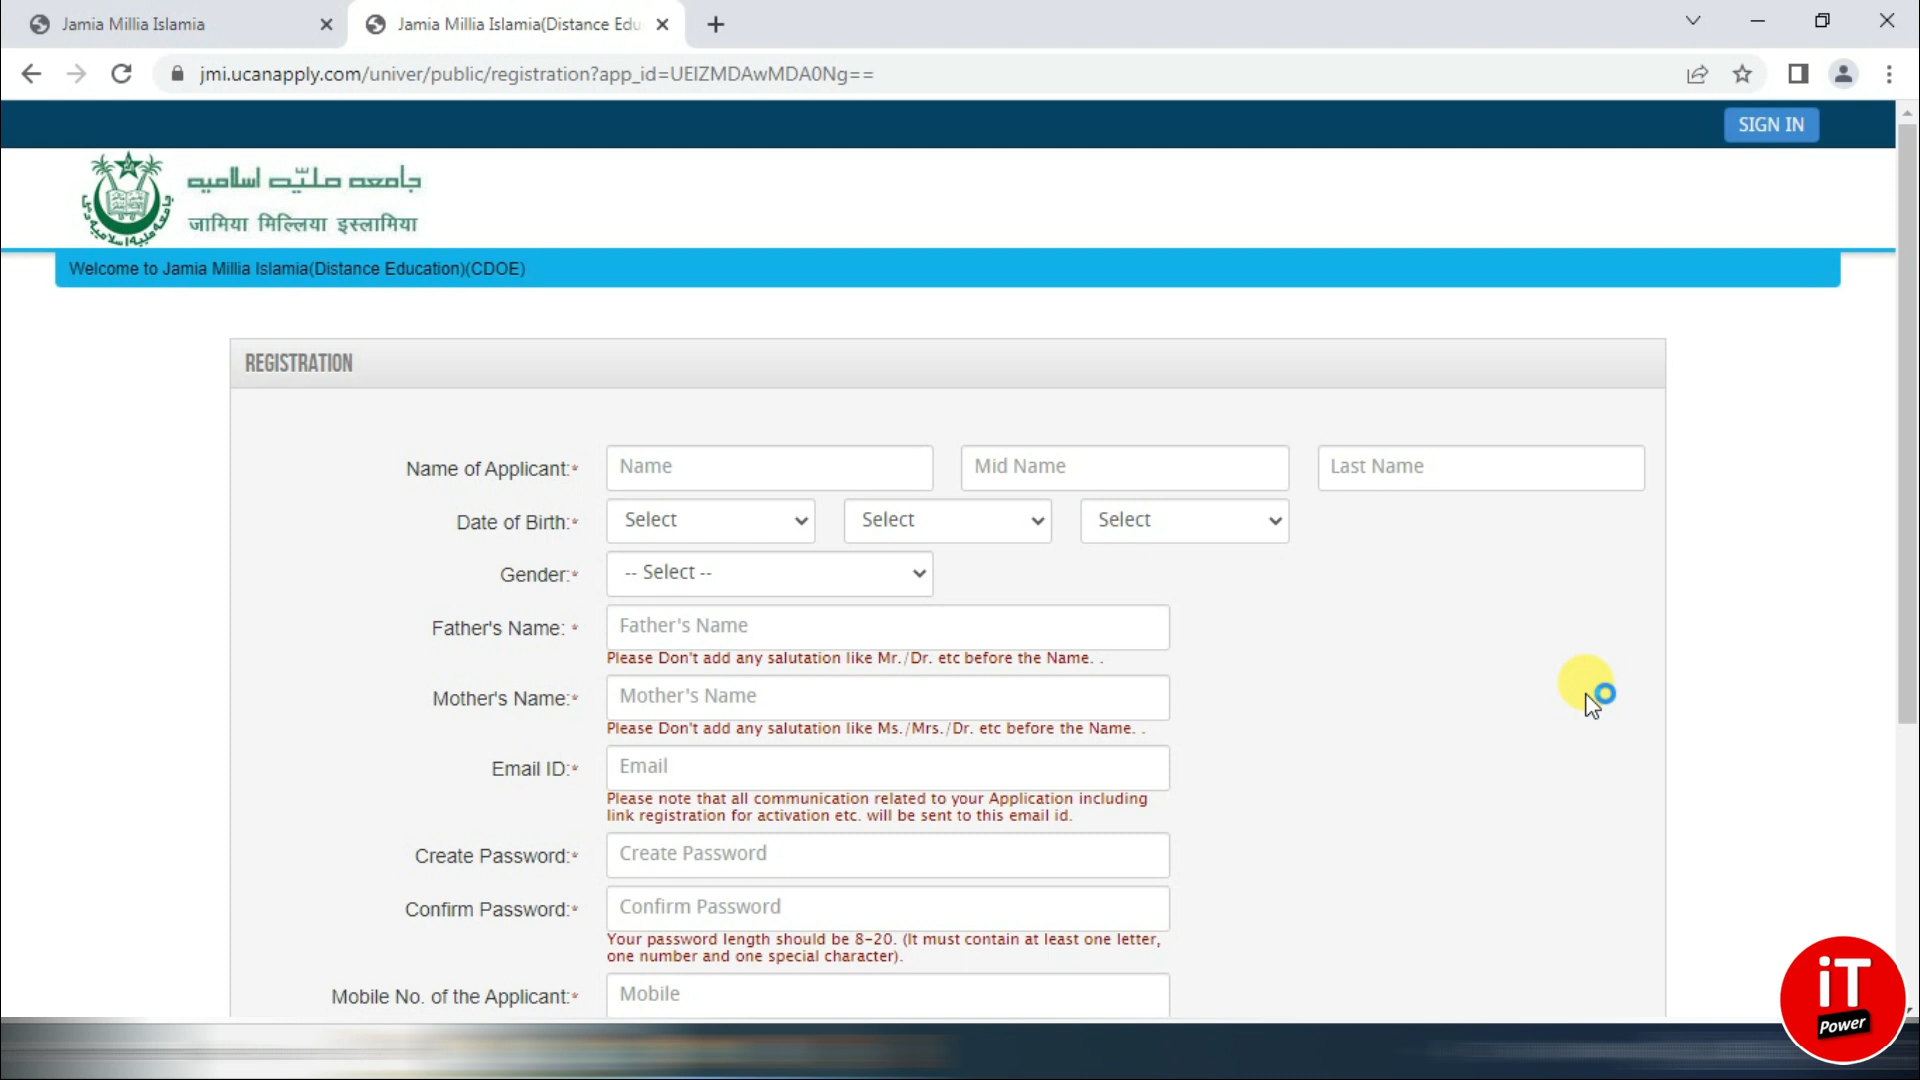 Jamia Millia Islamia
Jamia Millia Islamia(Distance Edu
jmi.ucanapply.com/univer/public/registration?app_id=UEIZMDAwMDA0Ng==
SIGN IN
جامعہ ملیّہ اسلامیہ
जामिया मिल्लिया इस्लामिया
Welcome to Jamia Millia Islamia(Distance Education)(CDOE)
REGISTRATION
Name of Applicant:* Name Mid Name Last Name
Date of Birth:* Select Select Select
Gender:* -- Select --
Father's Name: * Father's Name
Please Don't add any salutation like Mr./Dr. etc before the Name. .
Mother's Name:* Mother's Name
Please Don't add any salutation like Ms./Mrs./Dr. etc before the Name. .
Email ID:* Email
Please note that all communication related to your Application including
link registration for activation etc. will be sent to this email id.
Create Password:* Create Password
Confirm Password:* Confirm Password
Your password length should be 8-20. (It must contain at least one letter,
one number and one special character).
Mobile No. of the Applicant:* Mobile
iT
Power